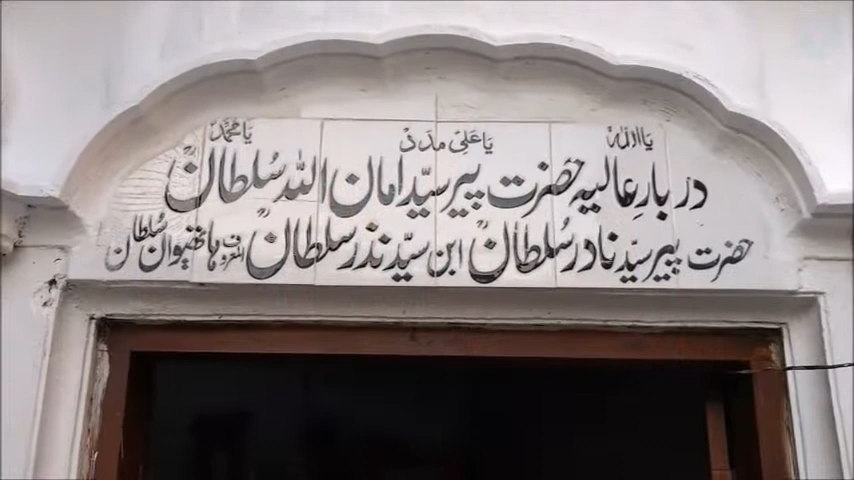 یا اللہ یا علی مدد یا محمد
دربار عالیہ حضرت پیر سید امان اللہ سلطان
حضرت پیر سید نادر سلطان ابن سید نذر سلطان المعروف ہاتھیوان سلطان